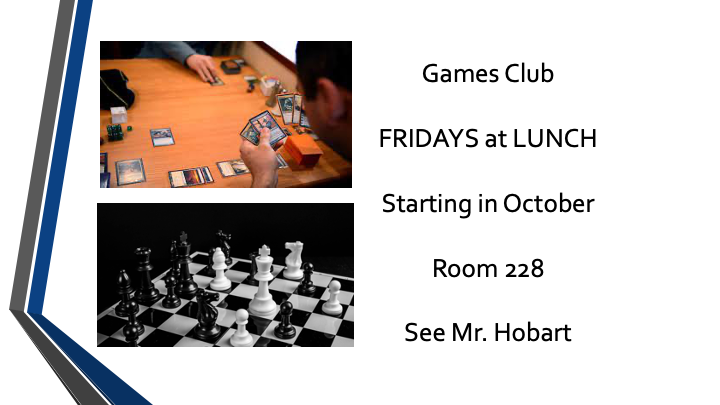 Games Club
FRIDAYS at LUNCH
Starting in October
Room 228
See Mr. Hobart